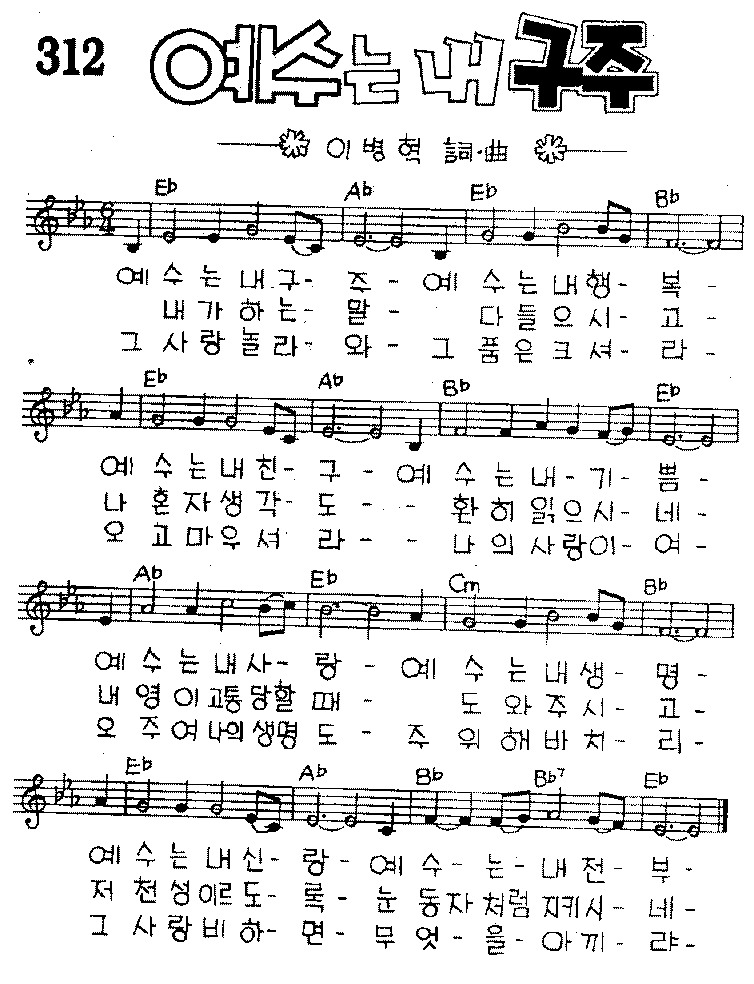 312 예수는 내 구주
이병혁 詞·曲
Eb Ab Eb Bb
6/4
예 수 는 내 구- 주 - 예 수 는 내 행- 복 -
내 가 하 는- 말 - 다 들 으 시 - 고 -
그 사 랑 놀 라- 와 - 그 품 은 크 셔 - 라 -
Eb Ab Bb Eb
예 수 는 내 친- 구 - 예 수 는 내 - 기 - 쁨 -
나 혼 자 생 각- 도 - - 환 히 읽 으 시- 네 -
오 고 마 우 셔 라 - - 나 의 사 랑 이 - 여 -
Ab Eb Cm Bb
예 수 는 내 사- 랑 - 예 수 는 내 생 - 명 -
내 영 이 고통 당할 때 - 도 와 주 시 - 고 -
오 주 여 나의 생명 도 - 주 위 해 바 치 - 리 -
Eb Ab Bb Bb7 Eb
예 수 는 내 신- 랑 - 예 수 - 는 - 내 전 - 부 -
저 천 성 이르 도 - 록 - 눈 동자 처럼 지키 시 - 네 -
그 사 랑 비 하- 면 - 무 엇 - 을 - 아 끼 - 랴 -